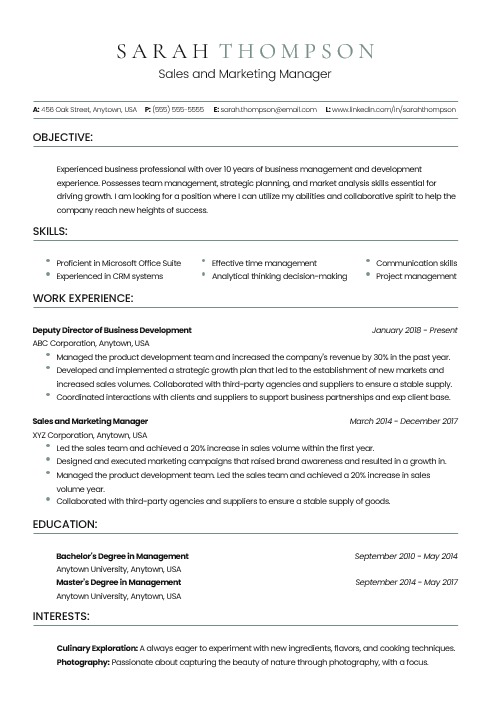 SARAH THOMPSON
Sales and Marketing Manager
A: 456 Oak Street, Anytown, USA P: (555) 555-5555 E: sarah.thompson@email.com L: www.linkedin.com/in/sarahthompson
OBJECTIVE:
Experienced business professional with over 10 years of business management and development
experience. Possesses team management, strategic planning, and market analysis skills essential for
driving growth. I am looking for a position where I can utilize my abilities and collaborative spirit to help the
company reach new heights of success.
SKILLS:
* Proficient in Microsoft Office Suite * Effective time management * Communication skills
* Experienced in CRM systems * Analytical thinking decision-making * Project management
WORK EXPERIENCE:
Deputy Director of Business Development January 2018 - Present
ABC Corporation, Anytown, USA
* Managed the product development team and increased the company's revenue by 30% in the past year.
* Developed and implemented a strategic growth plan that led to the establishment of new markets and
increased sales volumes. Collaborated with third-party agencies and suppliers to ensure a stable supply.
* Coordinated interactions with clients and suppliers to support business partnerships and exp client base.
Sales and Marketing Manager March 2014 - December 2017
XYZ Corporation, Anytown, USA
* Led the sales team and achieved a 20% increase in sales volume within the first year.
* Designed and executed marketing campaigns that raised brand awareness and resulted in a growth in.
* Managed the product development team. Led the sales team and achieved a 20% increase in sales
volume year.
* Collaborated with third-party agencies and suppliers to ensure a stable supply of goods.
EDUCATION:
Bachelor's Degree in Management September 2010 - May 2014
Anytown University, Anytown, USA
Master's Degree in Management September 2014 - May 2017
Anytown University, Anytown, USA
INTERESTS:
Culinary Exploration: A always eager to experiment with new ingredients, flavors, and cooking techniques.
Photography: Passionate about capturing the beauty of nature through photography, with a focus.